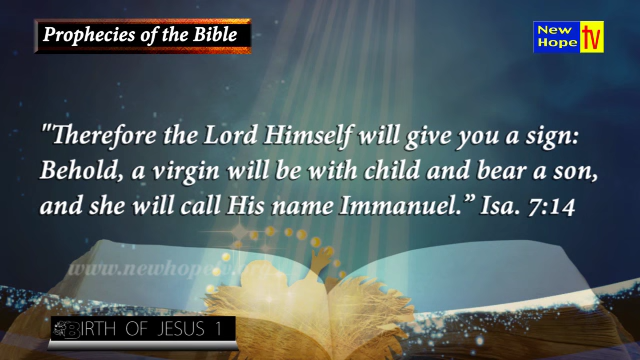 Prophecies of the Bible
New
Hope tv
"Therefore the Lord Himself will give you a sign:
Behold, a virgin will be with child and bear a son,
and she will call His name Immanuel.” Isa. 7:14
BIRTH OF JESUS 1